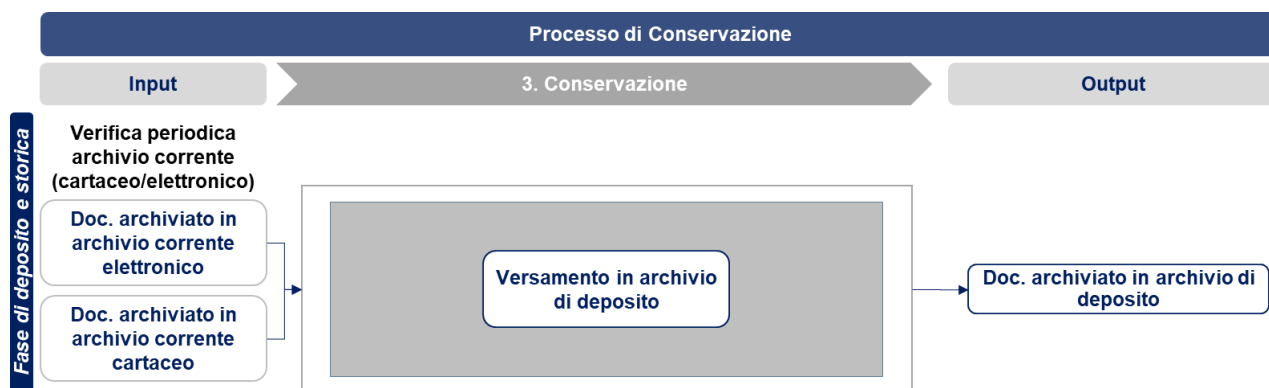 Processo di Conservazione
Input
3. Conservazione
Output
Fase di deposito e storica
Verifica periodica
archivio corrente
(cartaceo/elettronico)
Doc. archiviato in
archivio corrente
elettronico
Doc. archiviato in
archivio corrente
cartaceo
Versamento in archivio
di deposito
Doc. archiviato in archivio di
deposito